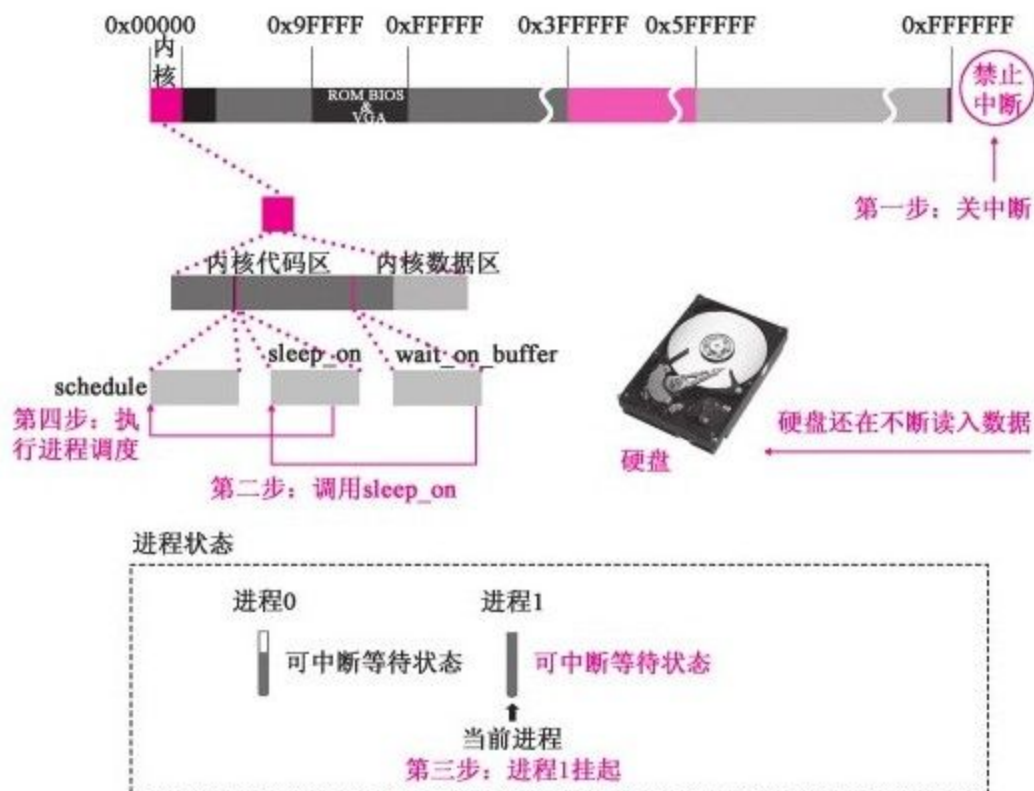 0x00000 0x9FFFF 0xFFFFF 0x3FFFFF 0x5FFFFF 0xFFFFFF
内核
ROM BIOS
&
VGA
禁止
中断
第一步：关中断
内核代码区 内核数据区
sleep_on wait_on_buffer
schedule
第四步：执
行进程调度
第二步：调用sleep_on
硬盘
硬盘还在不断读入数据
进程状态
进程0 进程1
可中断等待状态 可中断等待状态
当前进程
第三步：进程1挂起